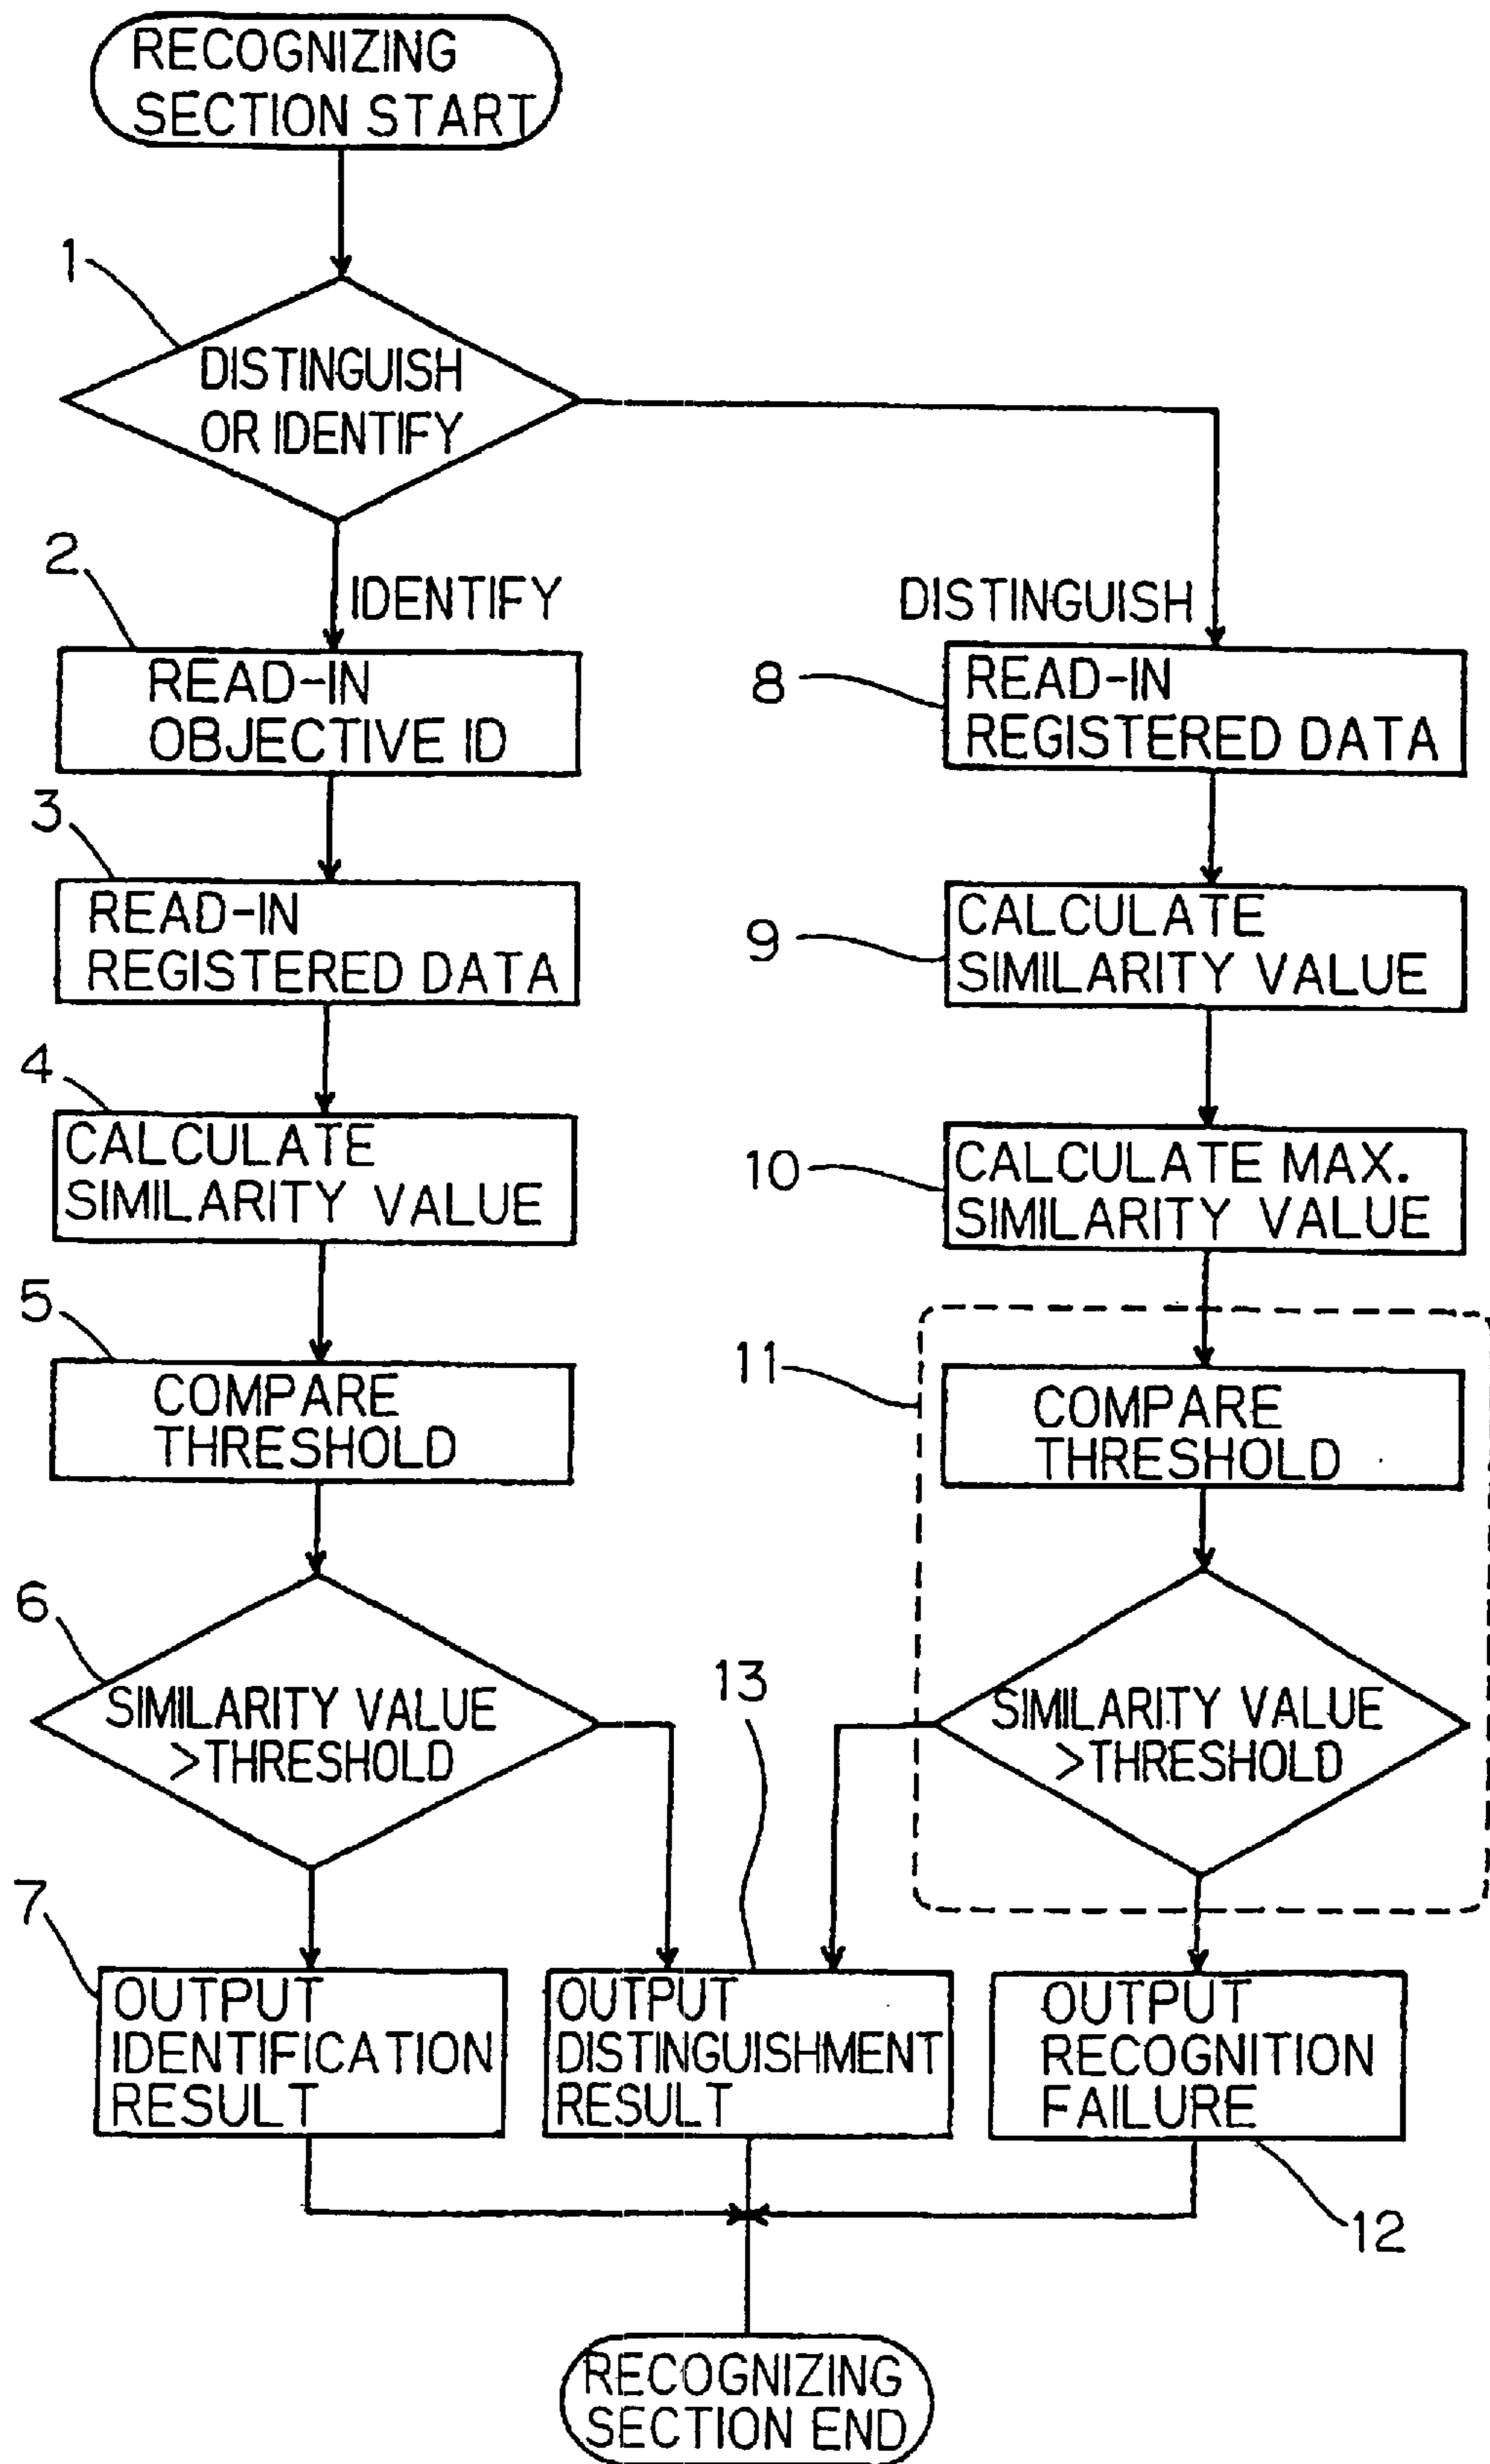 RECOGNIZING
SECTION START
1
DISTINGUISH
OR IDENTIFY
IDENTIFY
DISTINGUISH
2
READ-IN
OBJECTIVE ID
3
READ-IN
REGISTERED DATA
4
CALCULATE
SIMILARITY VALUE
5
COMPARE
THRESHOLD
6
SIMILARITY VALUE
>THRESHOLD
7
OUTPUT
IDENTIFICATION
RESULT
8
READ-IN
REGISTERED DATA
9
CALCULATE
SIMILARITY VALUE
10
CALCULATE MAX.
SIMILARITY VALUE
11
COMPARE
THRESHOLD
SIMILARITY VALUE
>THRESHOLD
13
OUTPUT
DISTINGUISHMENT
RESULT
OUTPUT
RECOGNITION
FAILURE
12
RECOGNIZING
SECTION END